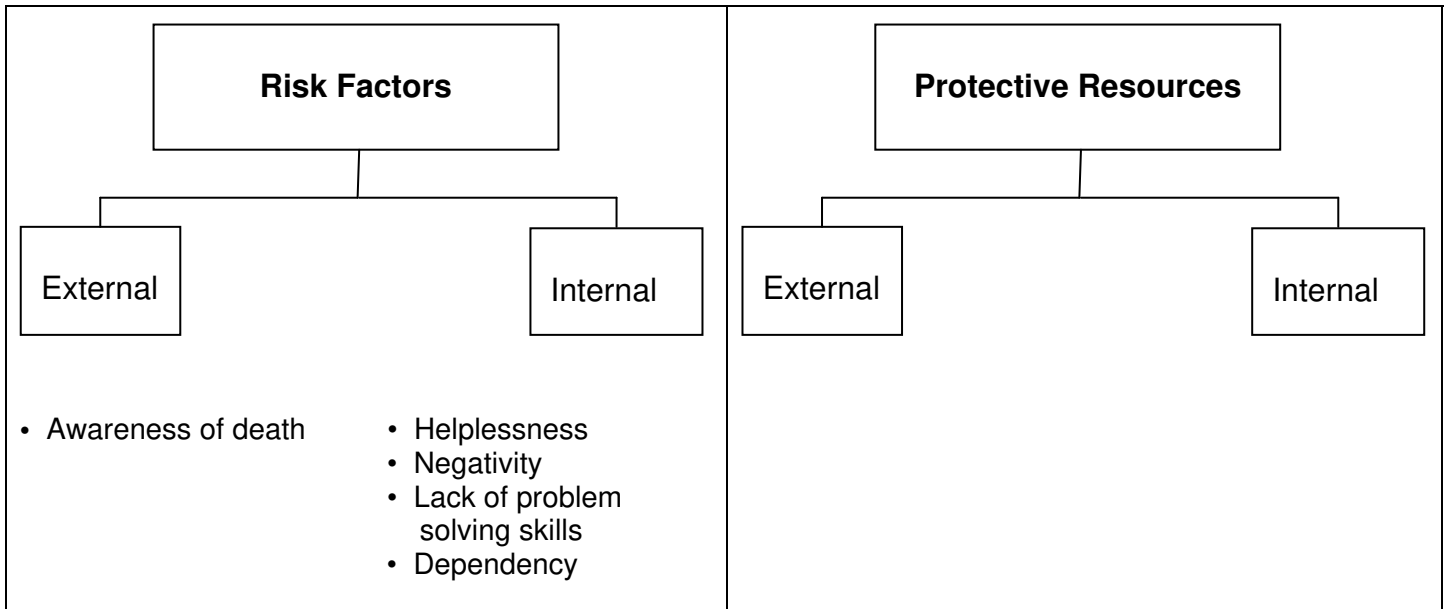 Risk Factors
External
Internal
• Awareness of death
• Helplessness
• Negativity
• Lack of problem
solving skills
• Dependency
Protective Resources
External
Internal